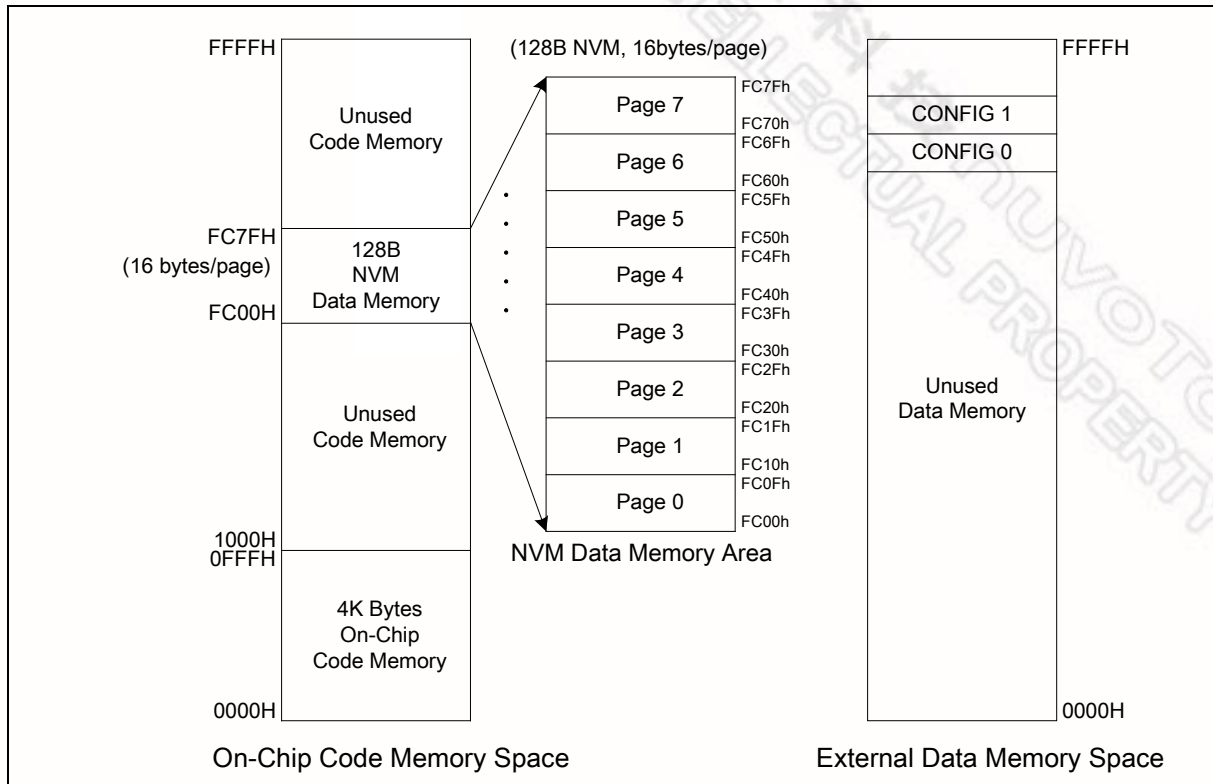 FFFFH
Unused
Code Memory
FC7FH
(16 bytes/page)
128B
NVM
Data Memory
FC00H
Unused
Code Memory
1000H
0FFFH
4K Bytes
On-Chip
Code Memory
0000H
On-Chip Code Memory Space
(128B NVM, 16bytes/page)
FC7Fh
Page 7
FC70h
FC6Fh
Page 6
FC60h
FC5Fh
Page 5
FC50h
FC4Fh
Page 4
FC40h
FC3Fh
Page 3
FC30h
FC2Fh
Page 2
FC20h
FC1Fh
Page 1
FC10h
FC0Fh
Page 0
FC00h
NVM Data Memory Area
FFFFH
CONFIG 1
CONFIG 0
Unused
Data Memory
0000H
External Data Memory Space
科技 nuvoTo
PROPERTY